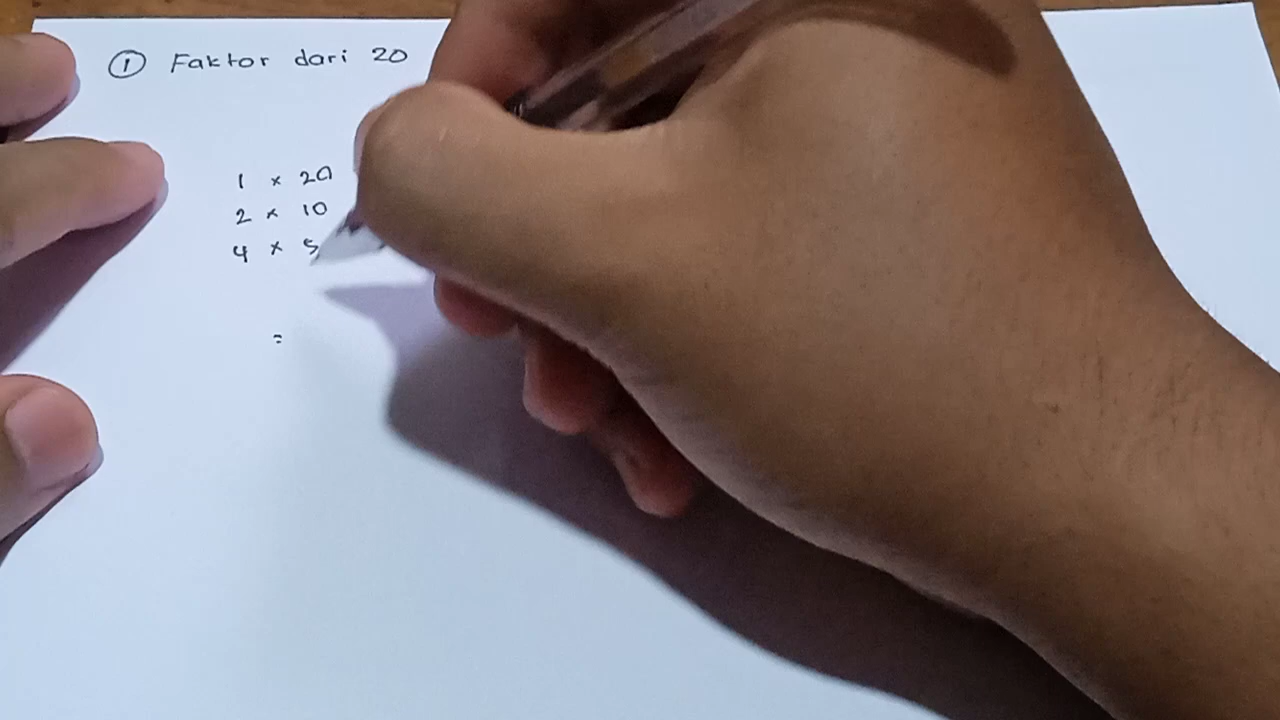 ① Faktor dari 20
1 × 20
2 × 10
4 × 5
=